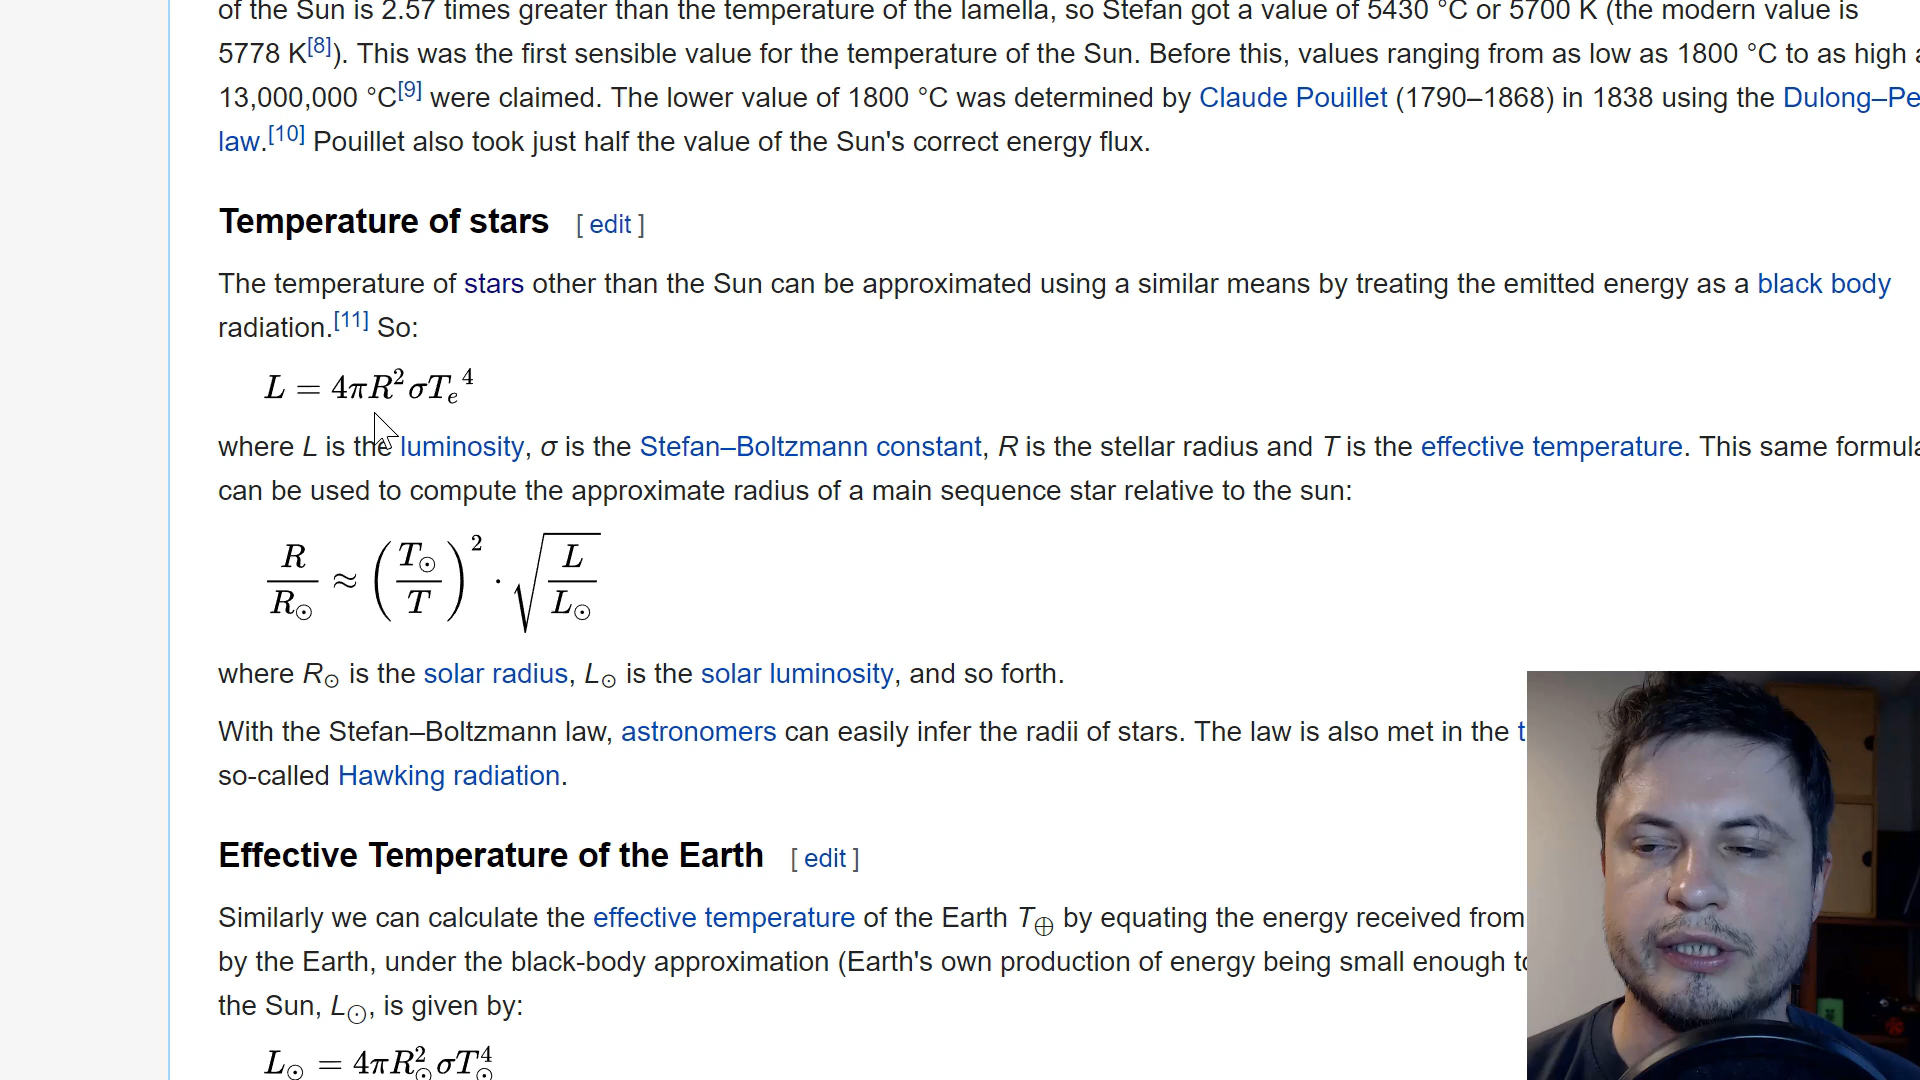 of the Sun is 2.57 times greater than the temperature of the lamella, so Stefan got a value of 5430 °C or 5700 K (the modern value is
5778 K[8]). This was the first sensible value for the temperature of the Sun. Before this, values ranging from as low as 1800 °C to as high
13,000,000 °C[9] were claimed. The lower value of 1800 °C was determined by Claude Pouillet (1790–1868) in 1838 using the Dulong–Pe
law.[10] Pouillet also took just half the value of the Sun's correct energy flux.
Temperature of stars [ edit ]
The temperature of stars other than the Sun can be approximated using a similar means by treating the emitted energy as a black body
radiation.[11] So:
L = 4πR² σTₑ⁴
where L is the luminosity, σ is the Stefan–Boltzmann constant, R is the stellar radius and T is the effective temperature. This same formula
can be used to compute the approximate radius of a main sequence star relative to the sun:
R/R⊙ ≈ (T⊙/T)² · √(L/L⊙)
where R⊙ is the solar radius, L⊙ is the solar luminosity, and so forth.
With the Stefan–Boltzmann law, astronomers can easily infer the radii of stars. The law is also met in the t
so-called Hawking radiation.
Effective Temperature of the Earth [ edit ]
Similarly we can calculate the effective temperature of the Earth T⊕ by equating the energy received from
by the Earth, under the black-body approximation (Earth's own production of energy being small enough to
the Sun, L⊙, is given by:
L⊙ = 4πR⊙² σT⊙⁴